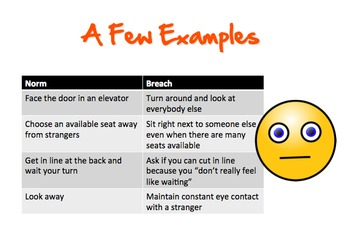 A Few Examples
Norm
Breach
Face the door in an elevator
Turn around and look at
everybody else
Choose an available seat away
from strangers
Sit right next to someone else
even when there are many
seats available
Get in line at the back and
wait your turn
Ask if you can cut in line
because you “don’t really feel
like waiting”
Look away
Maintain constant eye contact
with a stranger